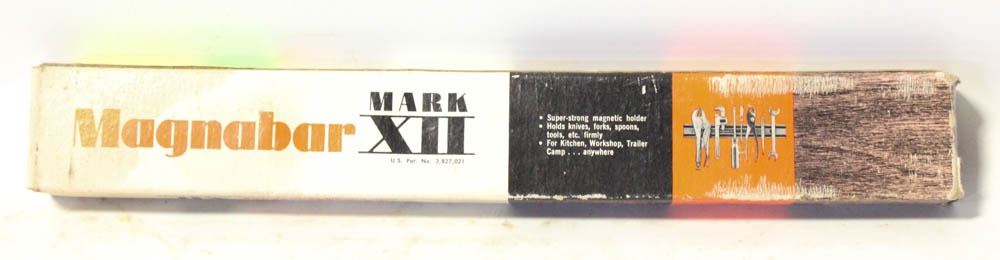 Magnabar
MARK
XII
U.S. Pat. No. 3,827,021
• Super-strong magnetic holder
• Holds knives, forks, spoons,
tools, etc. firmly
• For Kitchen, Workshop, Trailer
Camp . . . anywhere